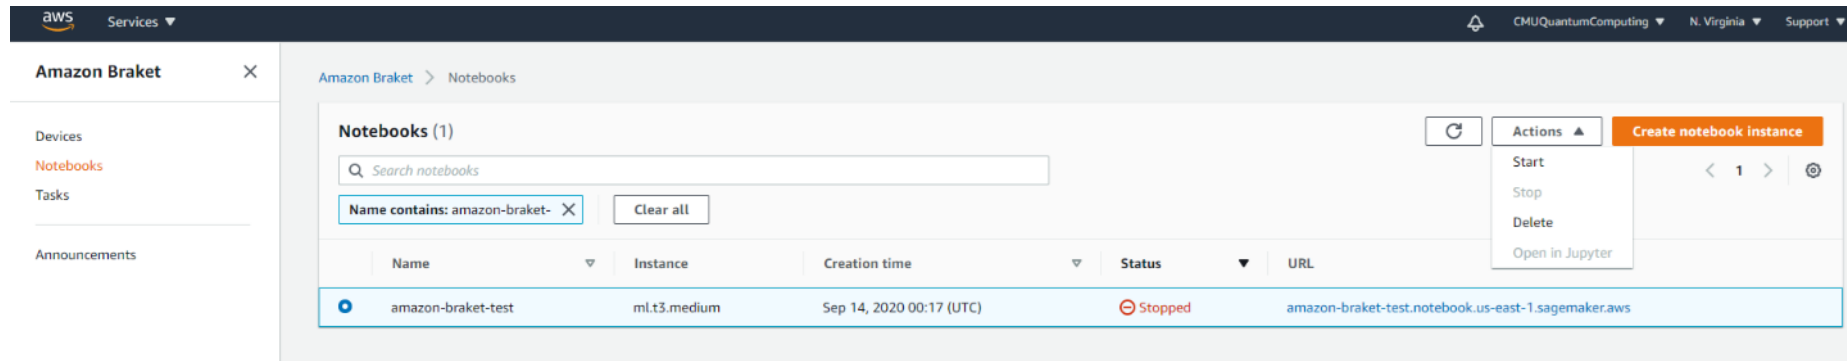 aws Services ▼ CMUQuantumComputing ▼ N. Virginia ▼ Support ▼
Amazon Braket
Devices
Notebooks
Tasks
Announcements
Amazon Braket > Notebooks
Notebooks (1)
Actions ▲ Create notebook instance
Start
Stop
Delete
Open in Jupyter
Search notebooks
< 1 >
Name contains: amazon-braket- Clear all
Name Instance Creation time Status URL
amazon-braket-test ml.t3.medium Sep 14, 2020 00:17 (UTC) Stopped amazon-braket-test.notebook.us-east-1.sagemaker.aws